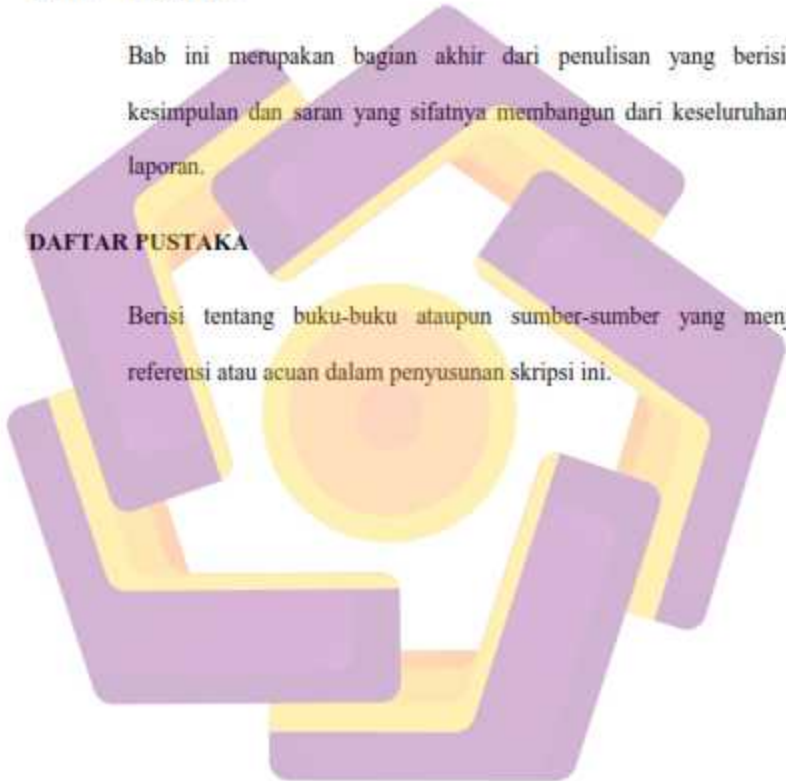 Bab ini merupakan bagian akhir dari penulisan yang berisi
kesimpulan dan saran yang sifatnya membangun dari keseluruhan
laporan.
DAFTAR PUSTAKA
Berisi tentang buku-buku ataupun sumber-sumber yang menj
referensi atau acuan dalam penyusunan skripsi ini.